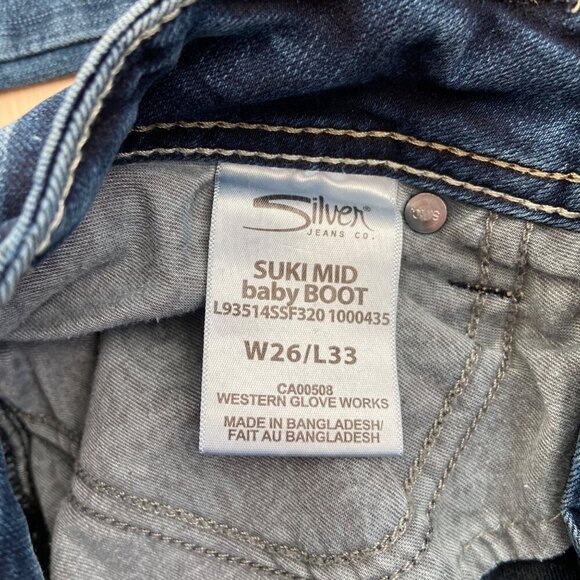 Silver®
JEANS CO.
SUKI MID
baby BOOT
L93514SSF320 1000435
W26/L33
CA00508
WESTERN GLOVE WORKS
MADE IN BANGLADESH/
FAIT AU BANGLADESH